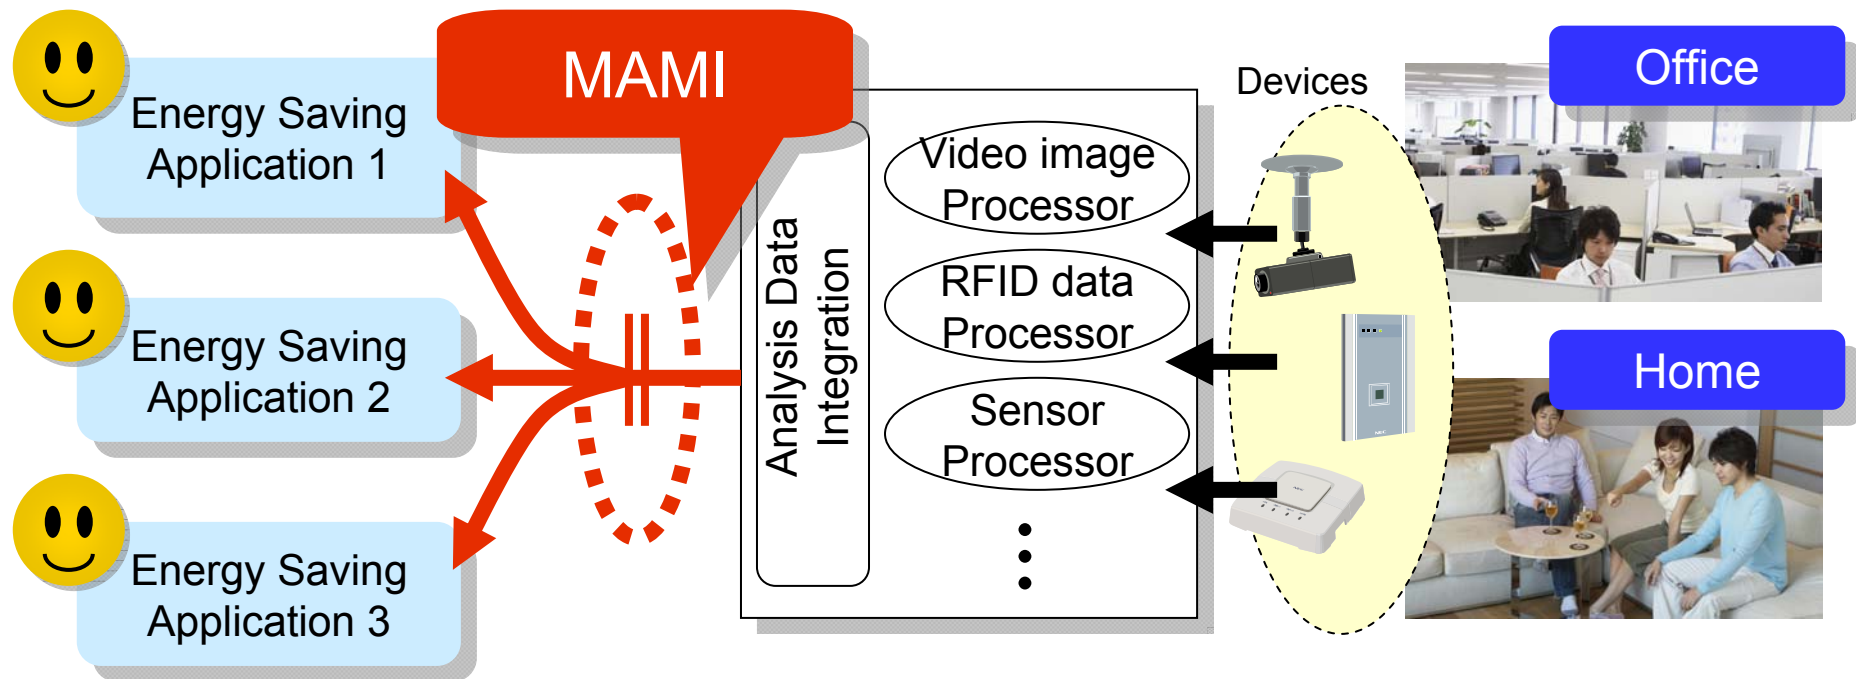 MAMI
Energy Saving
Application 1
Energy Saving
Application 2
Energy Saving
Application 3
Analysis Data
Integration
Video image
Processor
RFID data
Processor
Sensor
Processor
Devices
Office
Home